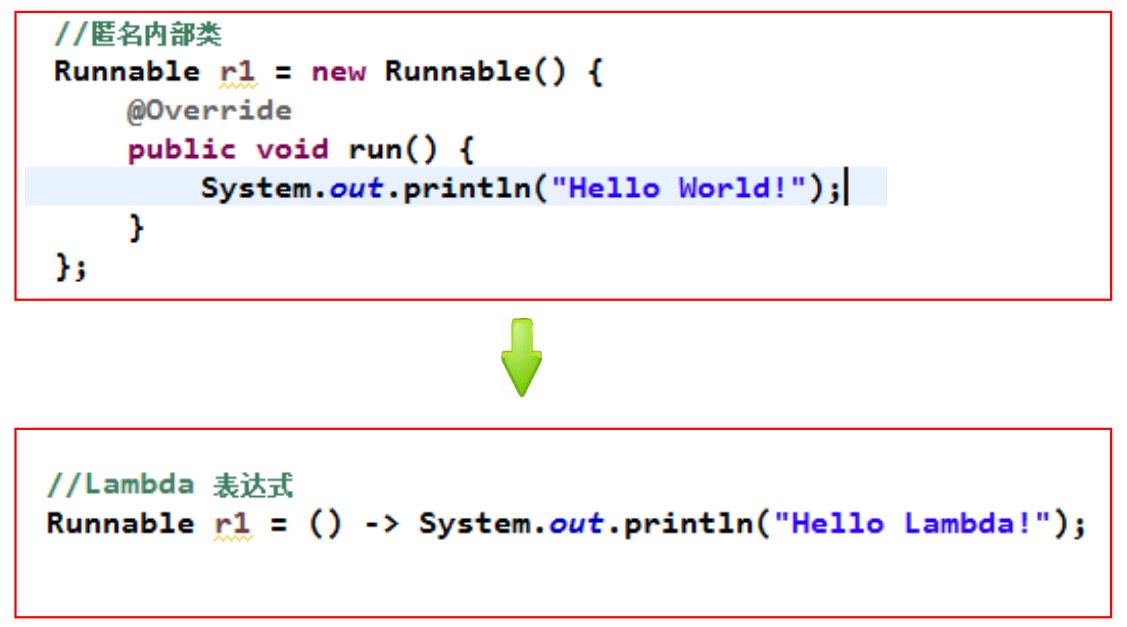 //匿名内部类
Runnable r1 = new Runnable() {
    @Override
    public void run() {
        System.out.println("Hello World!");
    }
};
//Lambda 表达式
Runnable r1 = () -> System.out.println("Hello Lambda!");